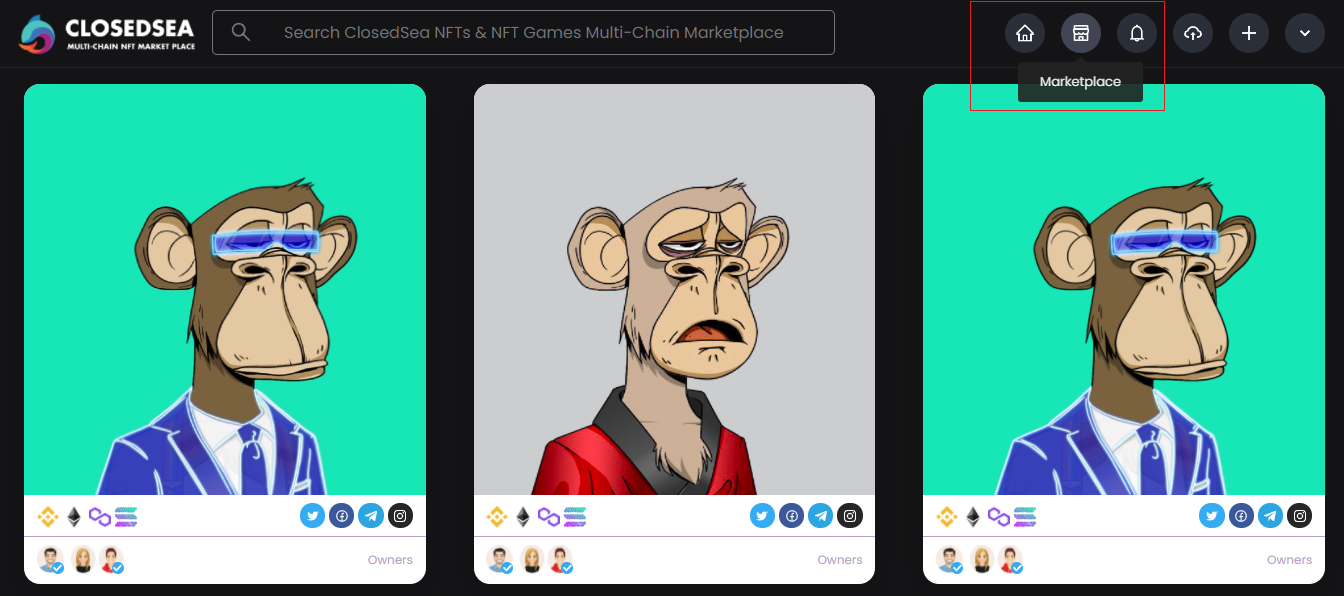 CLOSEDSEA
MULTI-CHAIN NFT MARKET PLACE
Search ClosedSea NFTs & NFT Games Multi-Chain Marketplace
Marketplace
Owners
Owners
Owners